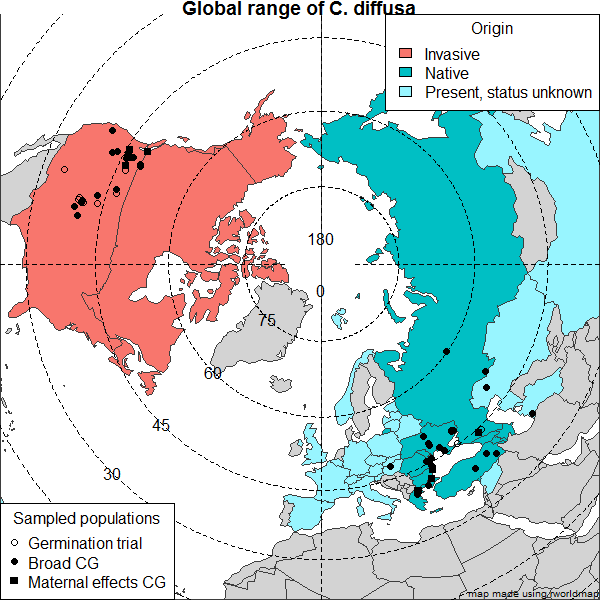 Global range of C. diffusa
Origin
Invasive
Native
Present, status unknown
180
0
75
60
45
30
Sampled populations
Germination trial
Broad CG
Maternal effects CG
map made using rworldmap